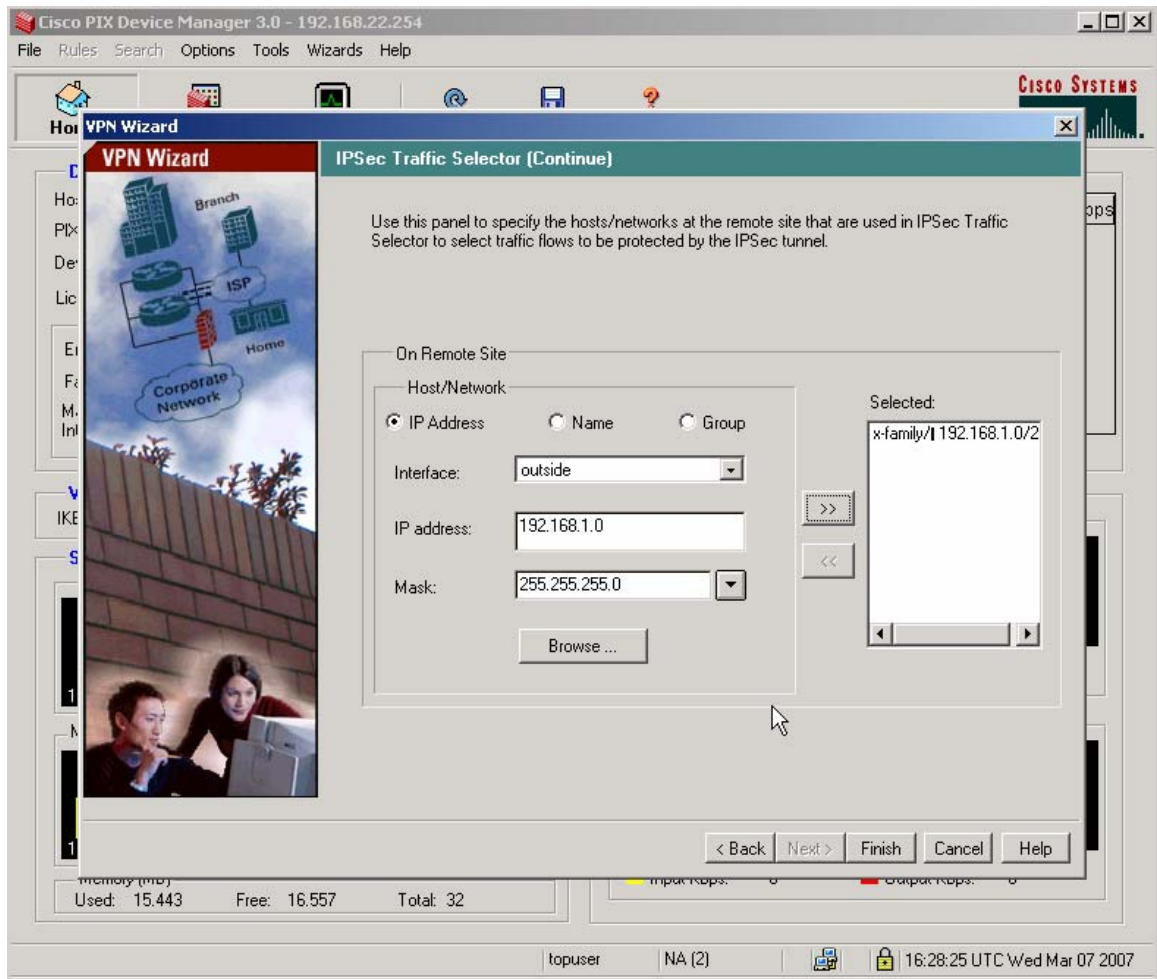 Cisco PIX Device Manager 3.0 - 192.168.22.254
File Rules Search Options Tools Wizards Help
CISCO SYSTEMS
VPN Wizard
VPN Wizard
IPSec Traffic Selector (Continue)
Branch
ISP
Home
Corporate
Network
Use this panel to specify the hosts/networks at the remote site that are used in IPSec Traffic
Selector to select traffic flows to be protected by the IPSec tunnel.
On Remote Site
Host/Network
IP Address Name Group
Interface: outside
IP address: 192.168.1.0
Mask: 255.255.255.0
Browse ...
>>
<<
Selected:
192.168.1.0/2
< Back Next > Finish Cancel Help
Used: 15.443 Free: 16.557 Total: 32
topuser NA (2) 16:28:25 UTC Wed Mar 07 2007